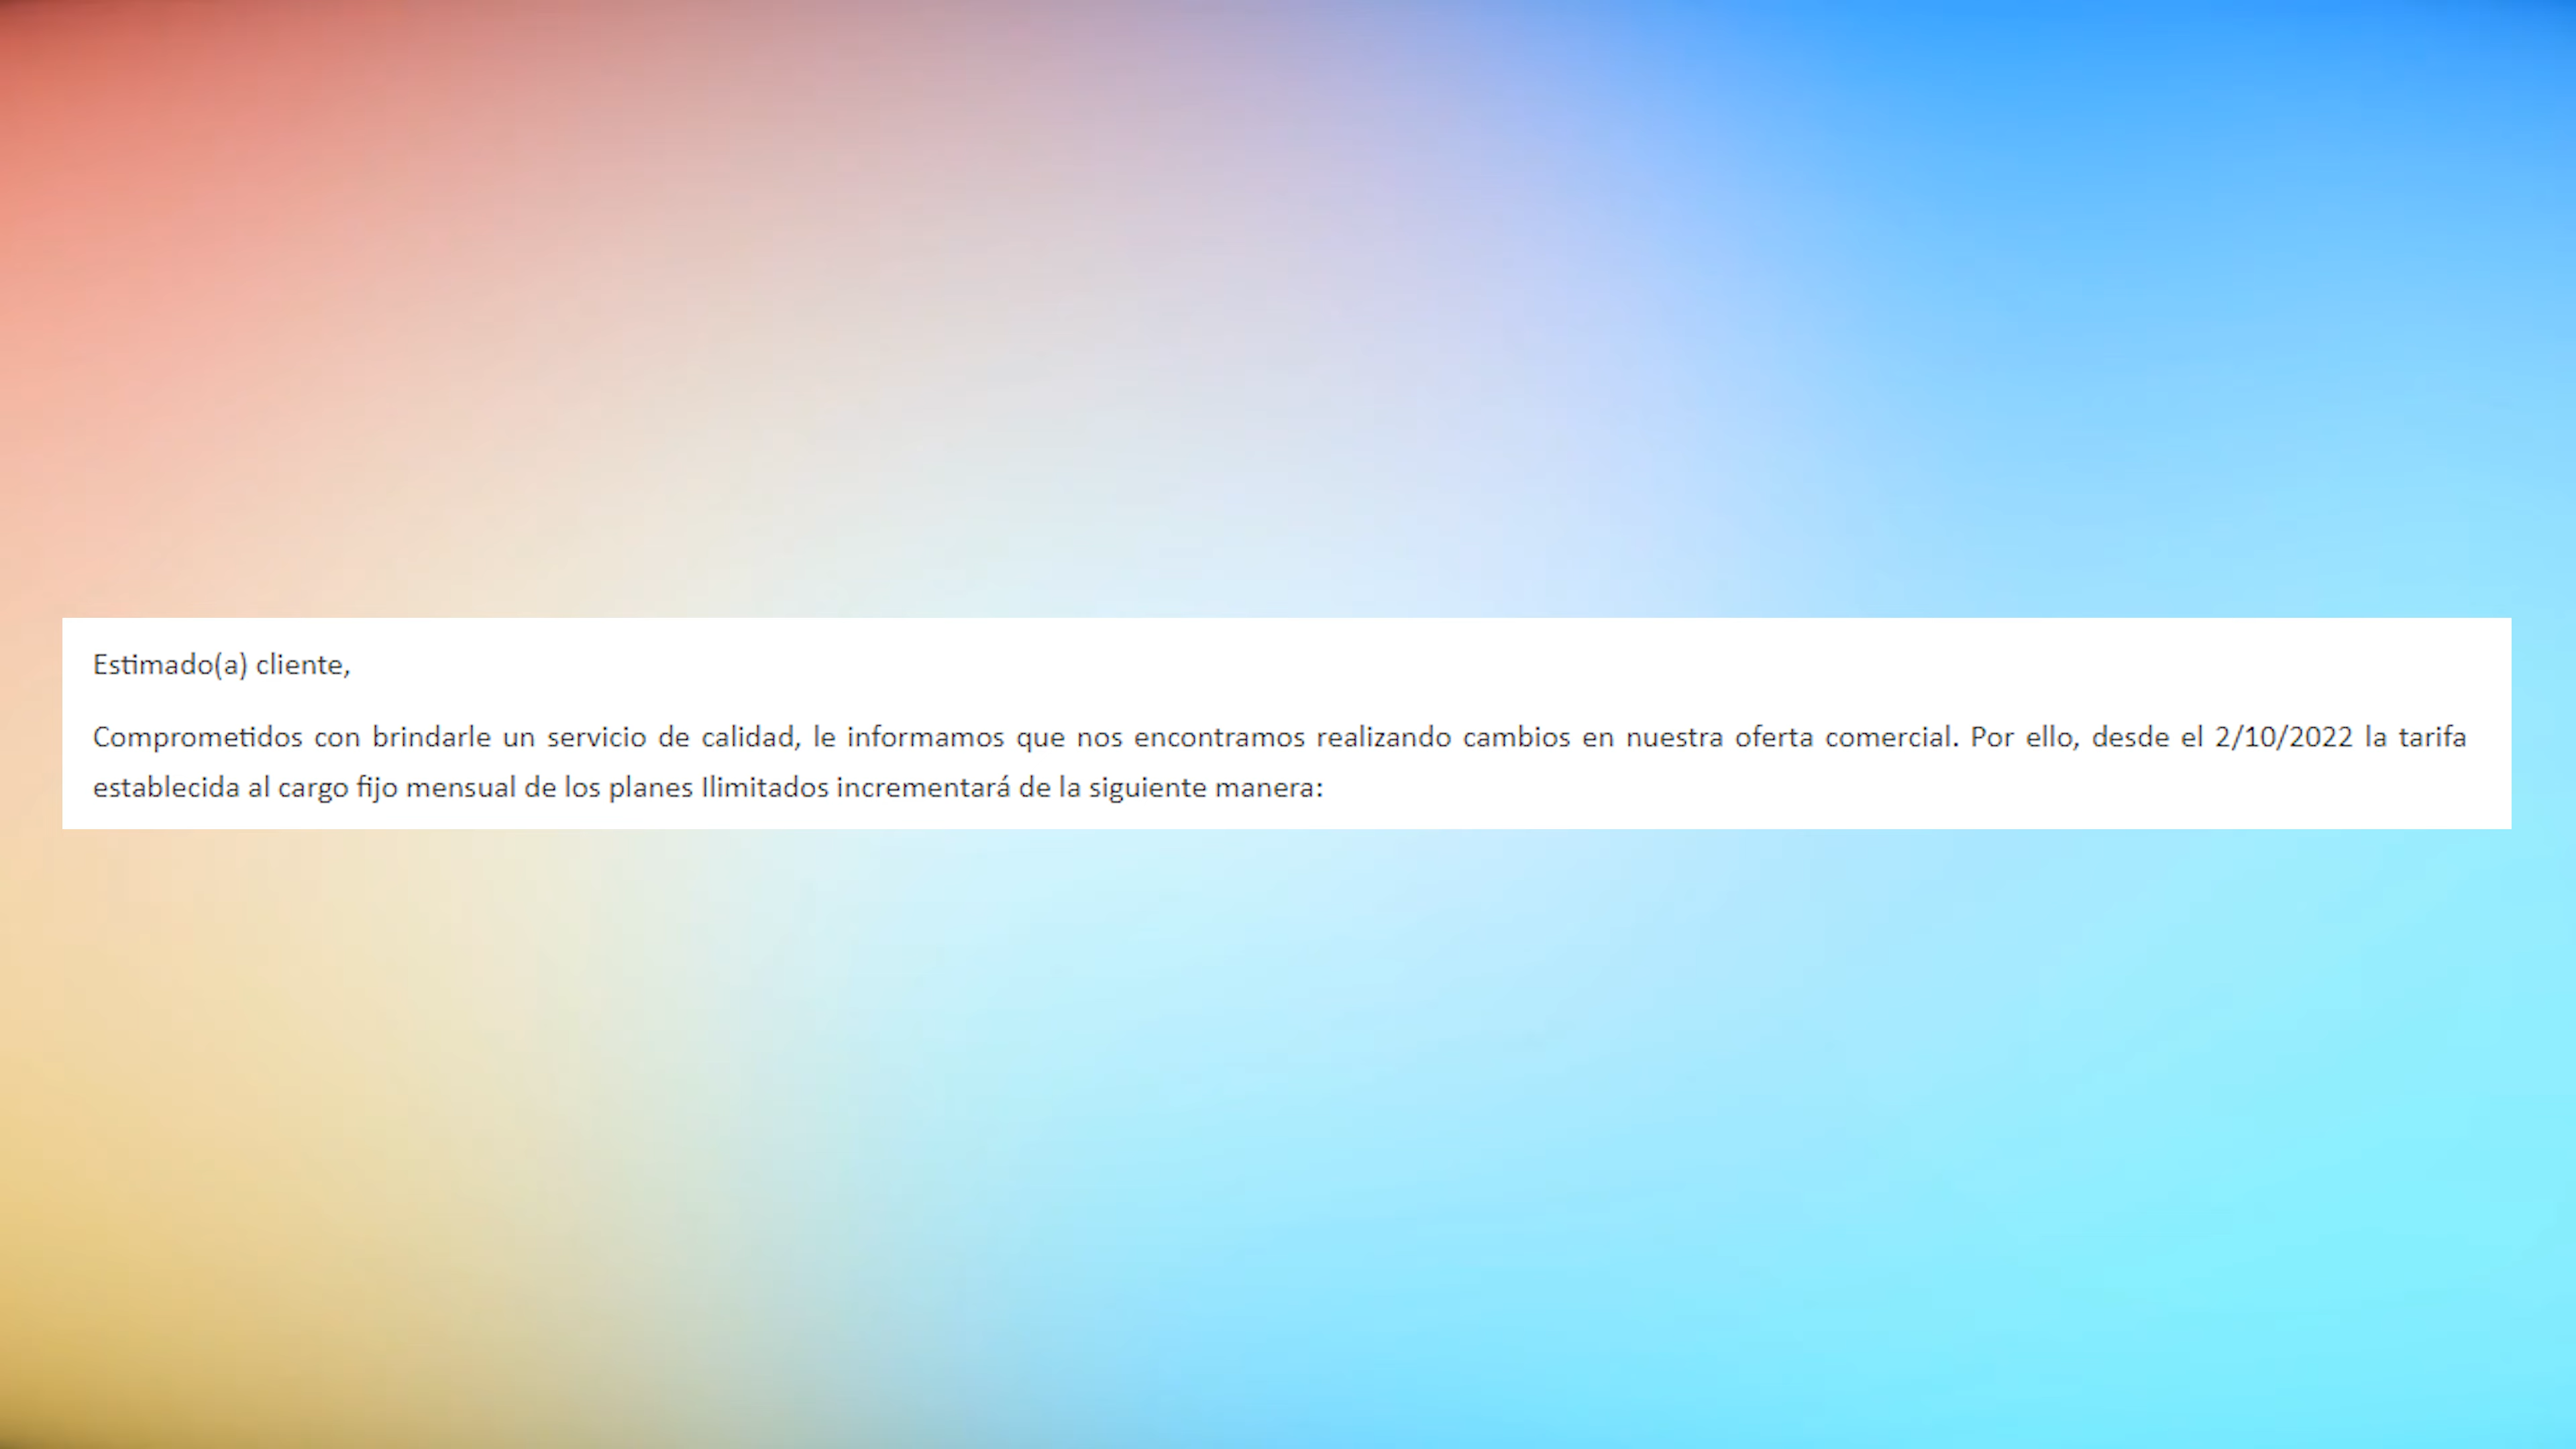 Estimado(a) cliente,
Comprometidos con brindarle un servicio de calidad, le informamos que nos encontramos realizando cambios en nuestra oferta comercial. Por ello, desde el 2/10/2022 la tarifa
establecida al cargo fijo mensual de los planes Ilimitados incrementará de la siguiente manera: